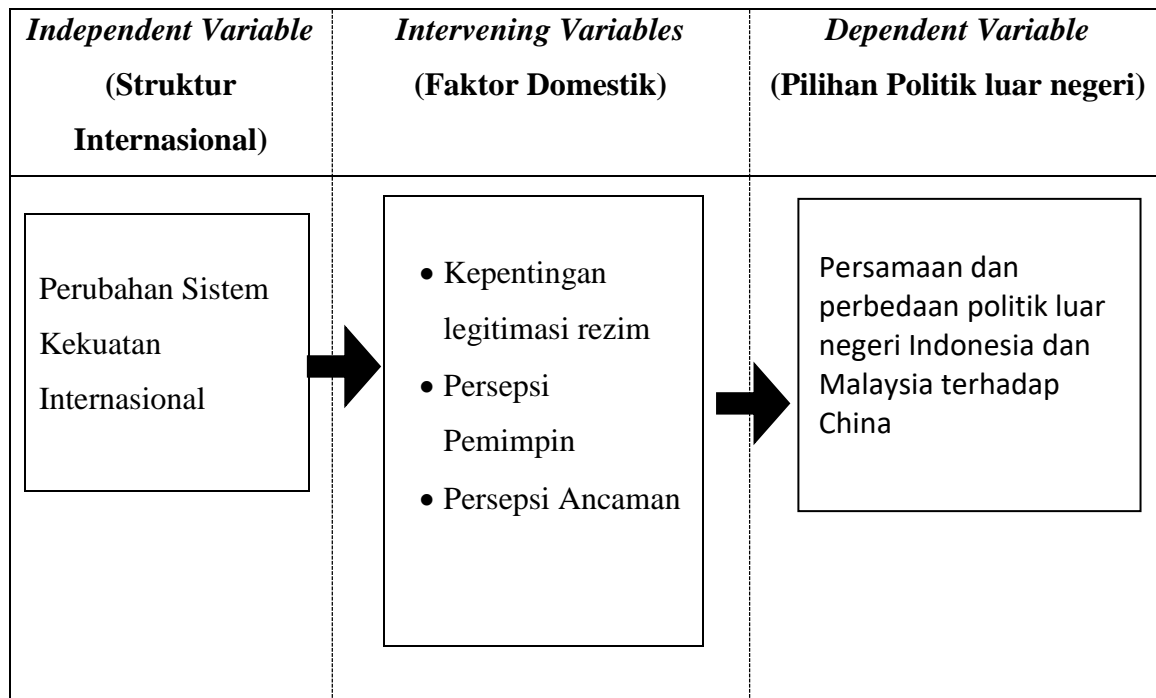 Independent Variable
(Struktur
Internasional)
Intervening Variables
(Faktor Domestik)
Dependent Variable
(Pilihan Politik luar negeri)
Perubahan Sistem
Kekuatan
Internasional
• Kepentingan
legitimasi rezim
• Persepsi
Pemimpin
• Persepsi Ancaman
Persamaan dan
perbedaan politik luar
negeri Indonesia dan
Malaysia terhadap
China